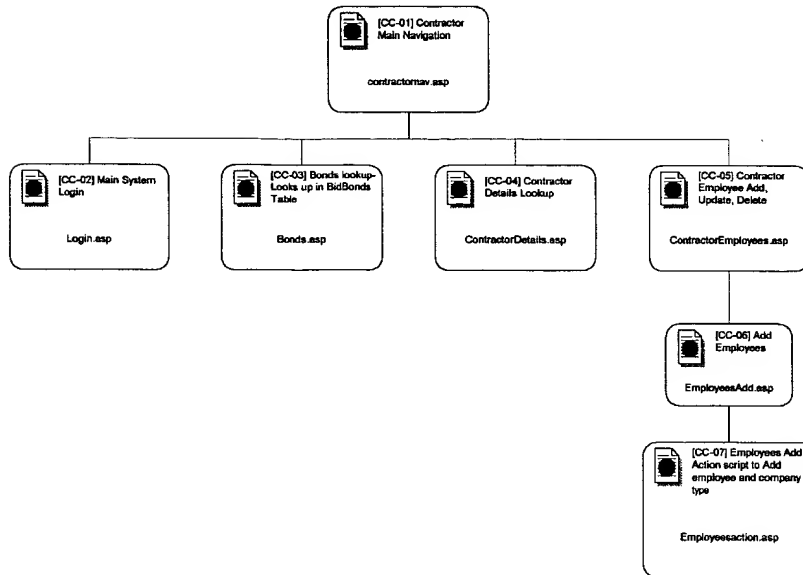 [CC-01] Contractor
Main Navigation
contractornav.asp
[CC-02] Main System
Login
Login.asp
[CC-03] Bonds lookup-
Looks up in BidBonds
Table
Bonds.asp
[CC-04] Contractor
Details Lookup
ContractorDetails.asp
[CC-05] Contractor
Employee Add,
Update, Delete
ContractorEmployees.asp
[CC-06] Add
Employees
EmployeesAdd.asp
[CC-07] Employees Add
Action script to Add
employee and company
type
Employeesaction.asp